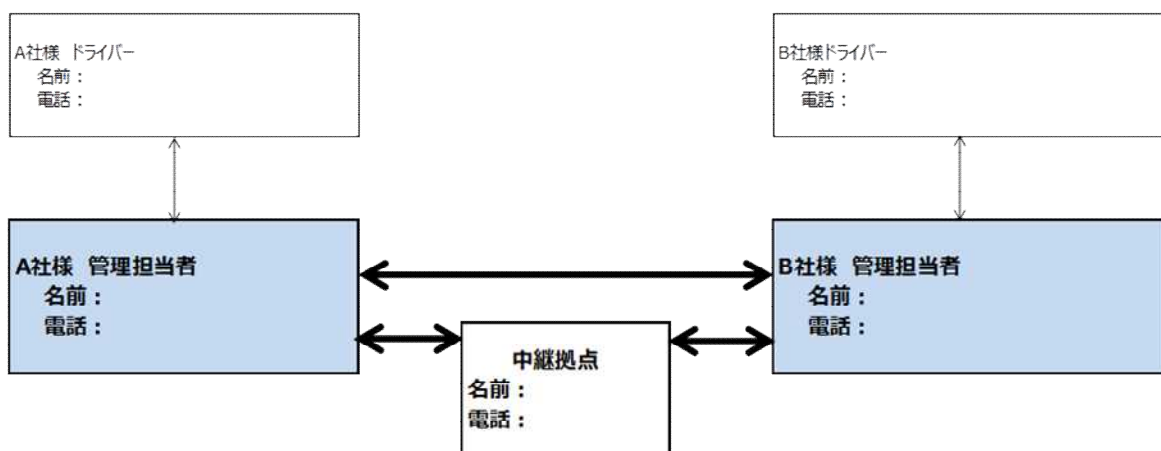 A社様 ドライバー
名前：
電話：
B社様ドライバー
名前：
電話：
A社様 管理担当者
名前：
電話：
B社様 管理担当者
名前：
電話：
中継拠点
名前：
電話：